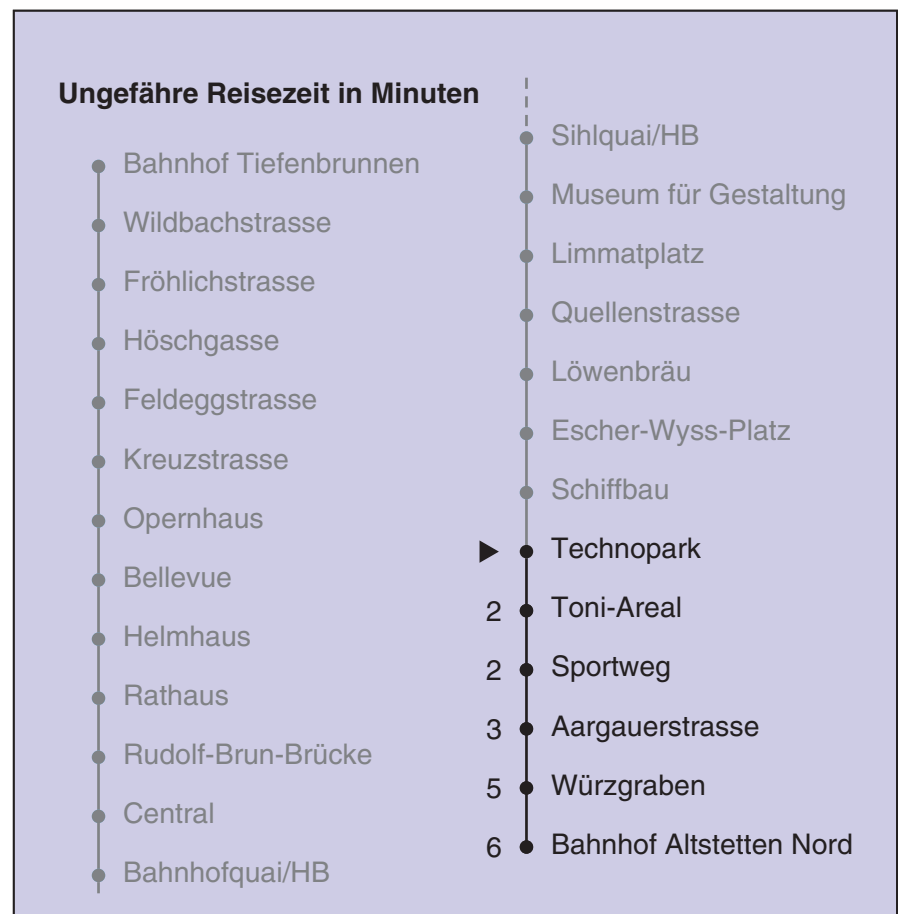 Ungefähre Reisezeit in Minuten
Bahnhof Tiefenbrunnen
Wildbachstrasse
Fröhlichstrasse
Höschgasse
Feldeggstrasse
Kreuzstrasse
Opernhaus
Bellevue
Helmhaus
Rathaus
Rudolf-Brun-Brücke
Central
Bahnhofquai/HB
Sihlquai/HB
Museum für Gestaltung
Limmatplatz
Quellenstrasse
Löwenbräu
Escher-Wyss-Platz
Schiffbau
Technopark
2 Toni-Areal
2 Sportweg
3 Aargauerstrasse
5 Würzgraben
6 Bahnhof Altstetten Nord